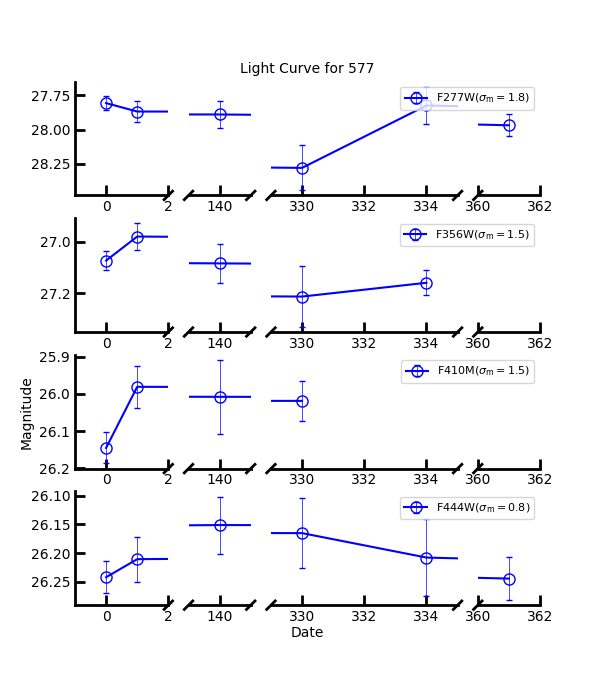 Light Curve for 577
27.75
28.00
28.25
F277W(σm = 1.8)
0 2 140 330 332 334 360 362
27.0
27.2
F356W(σm = 1.5)
0 2 140 330 332 334 360 362
25.9
26.0
26.1
26.2
F410M(σm = 1.5)
0 2 140 330 332 334 360 362
Magnitude
26.10
26.15
26.20
26.25
F444W(σm = 0.8)
0 2 140 330 332 334 360 362
Date